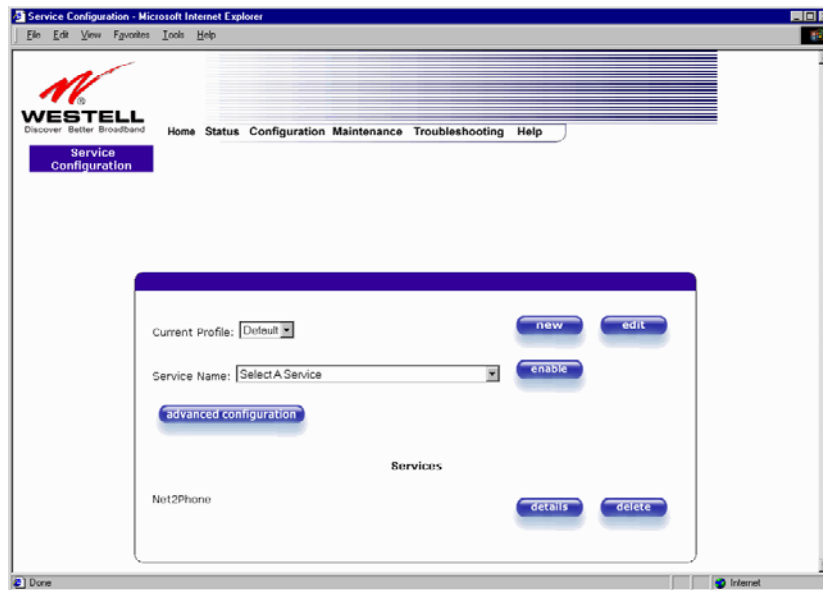 Service Configuration - Microsoft Internet Explorer
File Edit View Favorites Tools Help
®
WESTELL
Discover Better Broadband
Home Status Configuration Maintenance Troubleshooting Help
Service
Configuration
Current Profile: Default new edit
Service Name: Select A Service enable
advanced configuration
Services
Net2Phone details delete
Done Internet